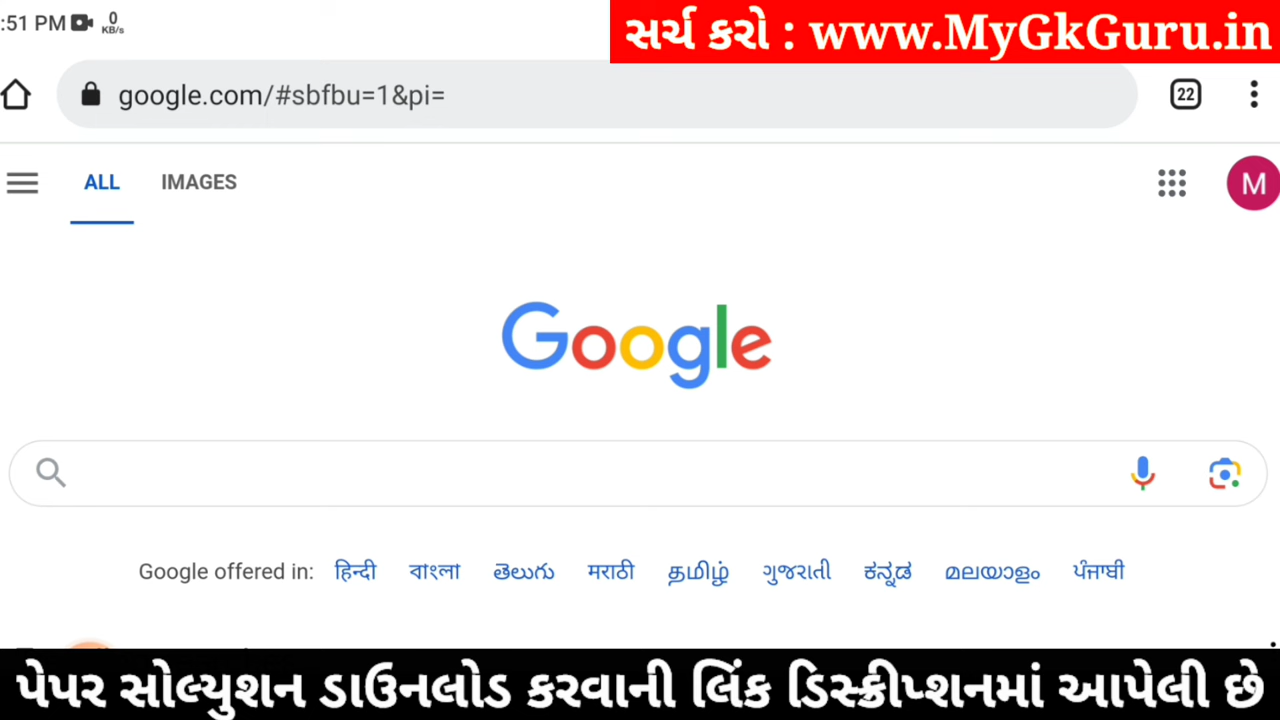 :51 PM 0 KB/s
સર્ચ કરો : www.MyGkGuru.in
google.com/#sbfbu=1&pi=
22
ALL IMAGES
M
Google
Google offered in: हिन्दी বাংলা తెలుగు मराठी தமிழ் ગુજરાતી ಕನ್ನಡ മലയാളം ਪੰਜਾਬੀ
પેપર સોલ્યુશન ડાઉનલોડ કરવાની લિંક ડિસ્ક્રીપ્શનમાં આપેલી છે